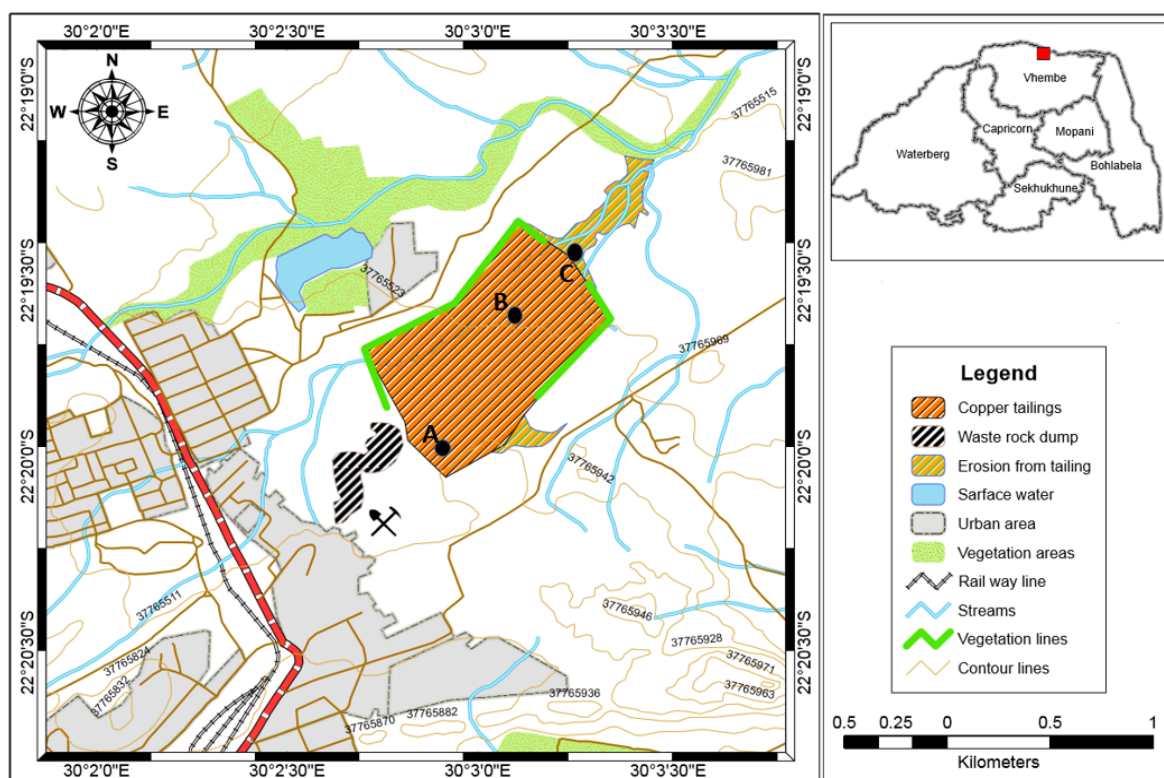 30°2'0"E 30°2'30"E 30°3'0"E 30°3'30"E
22°19'0"S
22°19'30"S
22°20'0"S
22°20'30"S
N
W E
S
37765515
37765981
37765523
37765969
37765942
37765946
37765928
37765971
37765963
37765936
37765882
37765870
37765511
37765824
37765832
C
B
A
22°19'0"S
22°19'30"S
22°20'0"S
22°20'30"S
30°2'0"E 30°2'30"E 30°3'0"E 30°3'30"E
Vhembe
Capricorn
Mopani
Waterberg
Bohlabela
Sekhukhune
Legend
Copper tailings
Waste rock dump
Erosion from tailing
Sarface water
Urban area
Vegetation areas
Rail way line
Streams
Vegetation lines
Contour lines
0.5 0.25 0 0.5 1
Kilometers